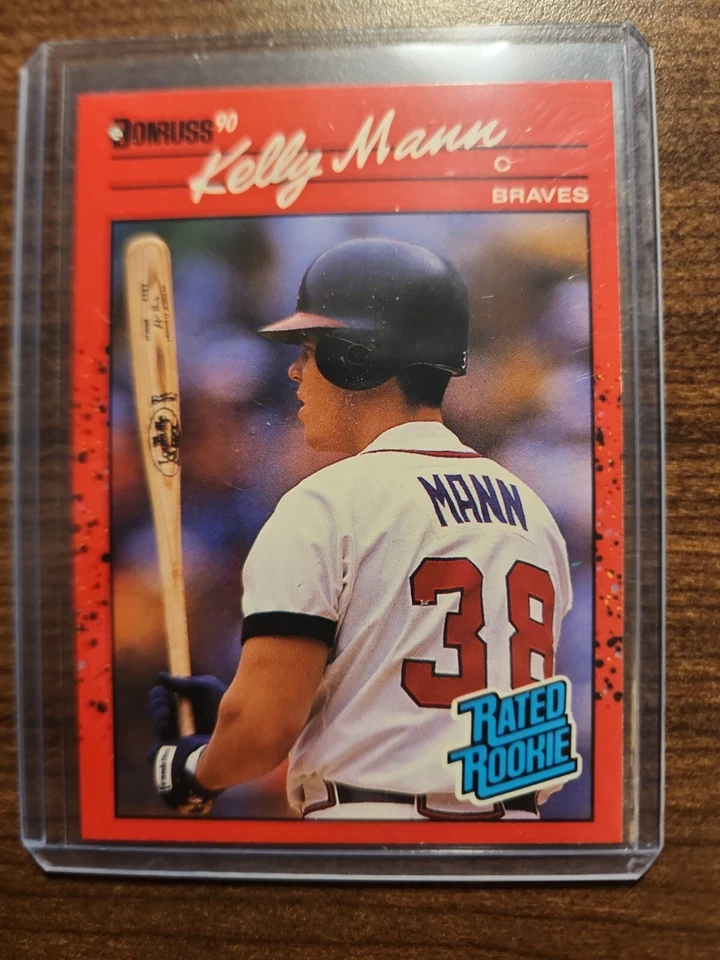 DONRUSS 90
Kelly Mann
C
BRAVES
MANN
38
RATED
ROOKIE